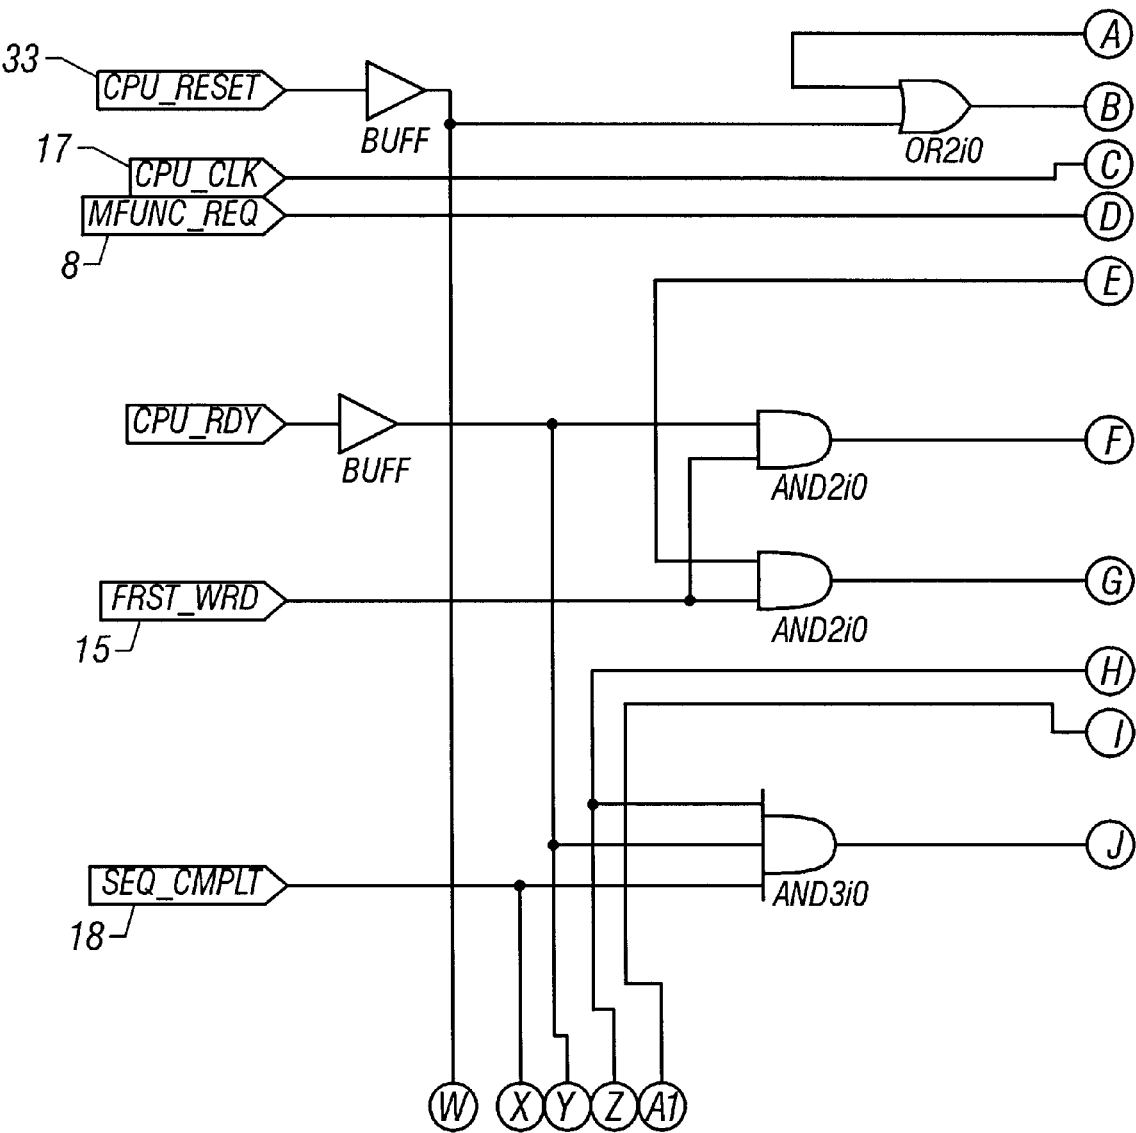 A
33
CPU_RESET
BUFF
B
OR2i0
17
CPU_CLK
C
MFUNC_REQ
D
8
E
CPU_RDY
BUFF
F
AND2i0
FRST_WRD
G
15
AND2i0
H
I
J
SEQ_CMPLT
AND3i0
18
W
X
Y
Z
A1